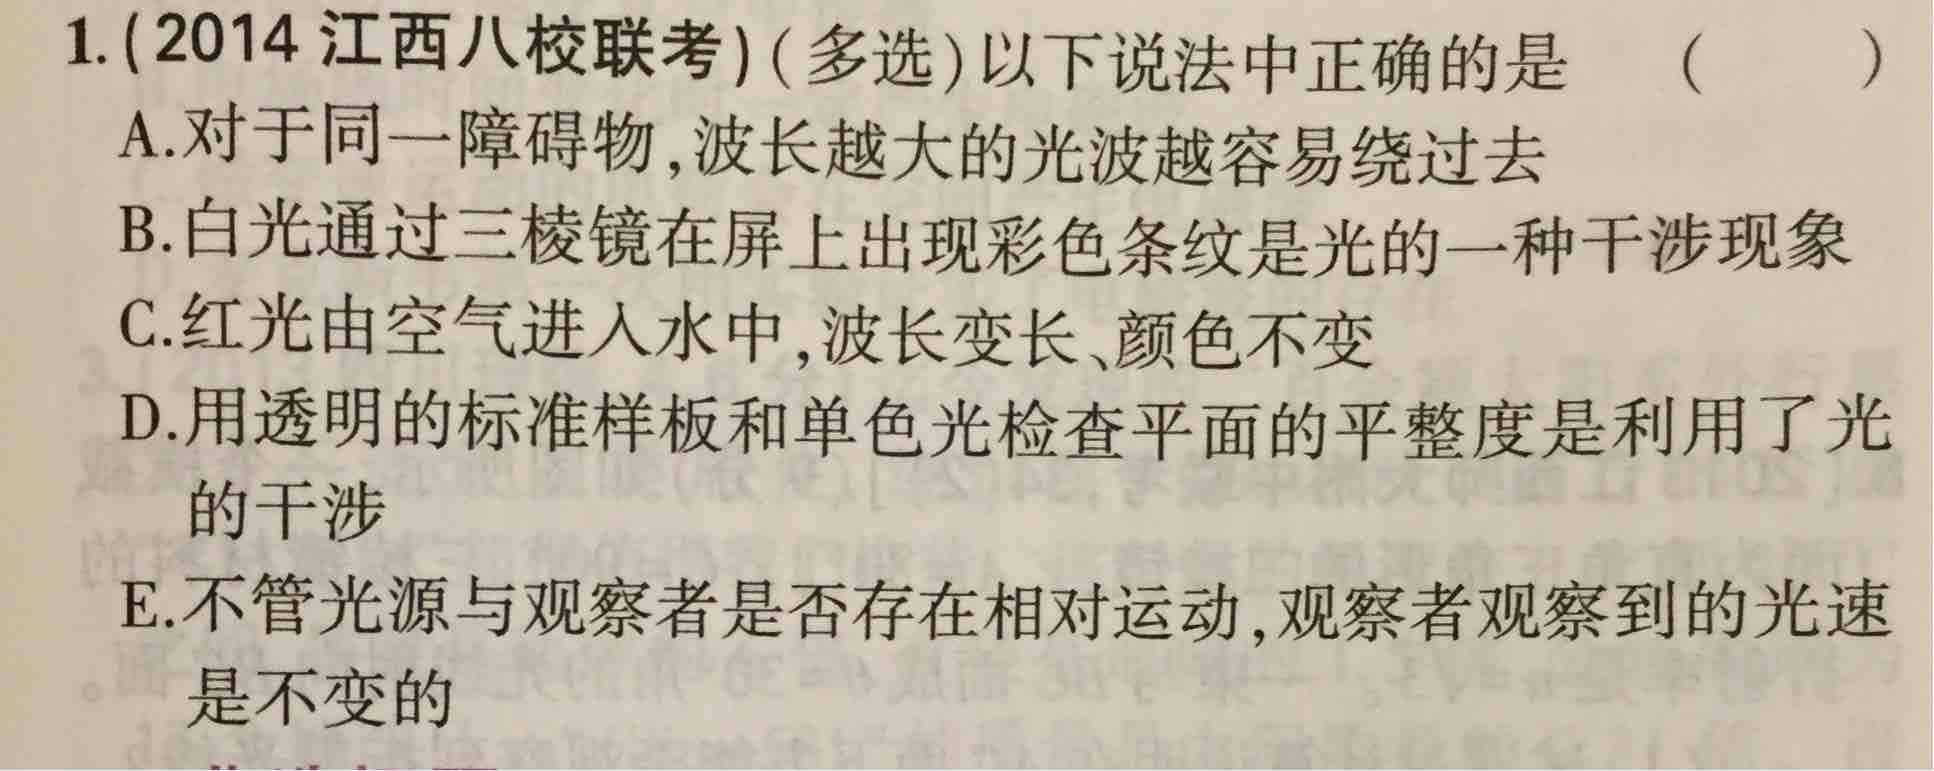 1.(2014 江西八校联考)(多选)以下说法中正确的是 ( )
A.对于同一障碍物,波长越大的光波越容易绕过去
B.白光通过三棱镜在屏上出现彩色条纹是光的一种干涉现象
C.红光由空气进入水中,波长变长、颜色不变
D.用透明的标准样板和单色光检查平面的平整度是利用了光
的干涉
E.不管光源与观察者是否存在相对运动,观察者观察到的光速
是不变的